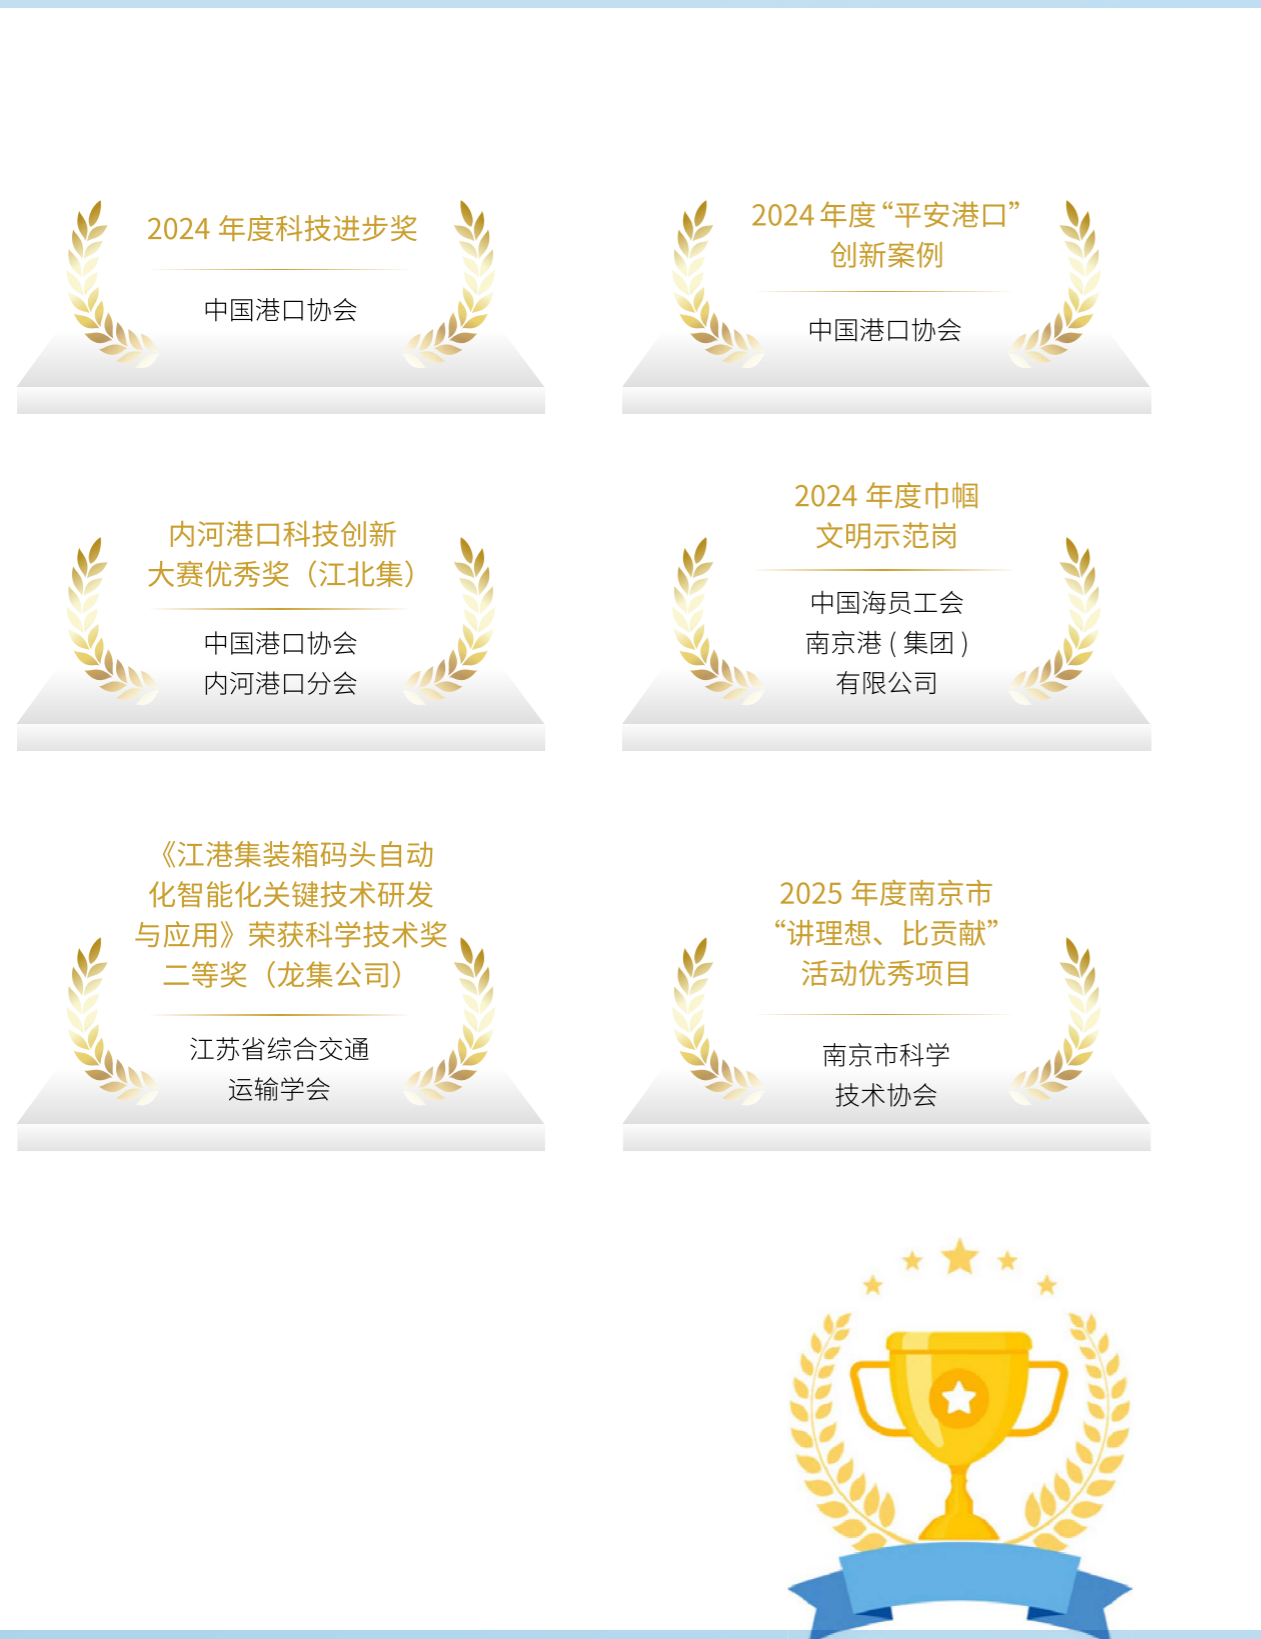 2024 年度科技进步奖
中国港口协会
2024 年度“平安港口”
创新案例
中国港口协会
内河港口科技创新
大赛优秀奖（江北集）
中国港口协会
内河港口分会
2024 年度巾帼
文明示范岗
中国海员工会
南京港 ( 集团 )
有限公司
《江港集装箱码头自动
化智能化关键技术研发
与应用》荣获科学技术奖
二等奖（龙集公司）
江苏省综合交通
运输学会
2025 年度南京市
“讲理想、比贡献”
活动优秀项目
南京市科学
技术协会